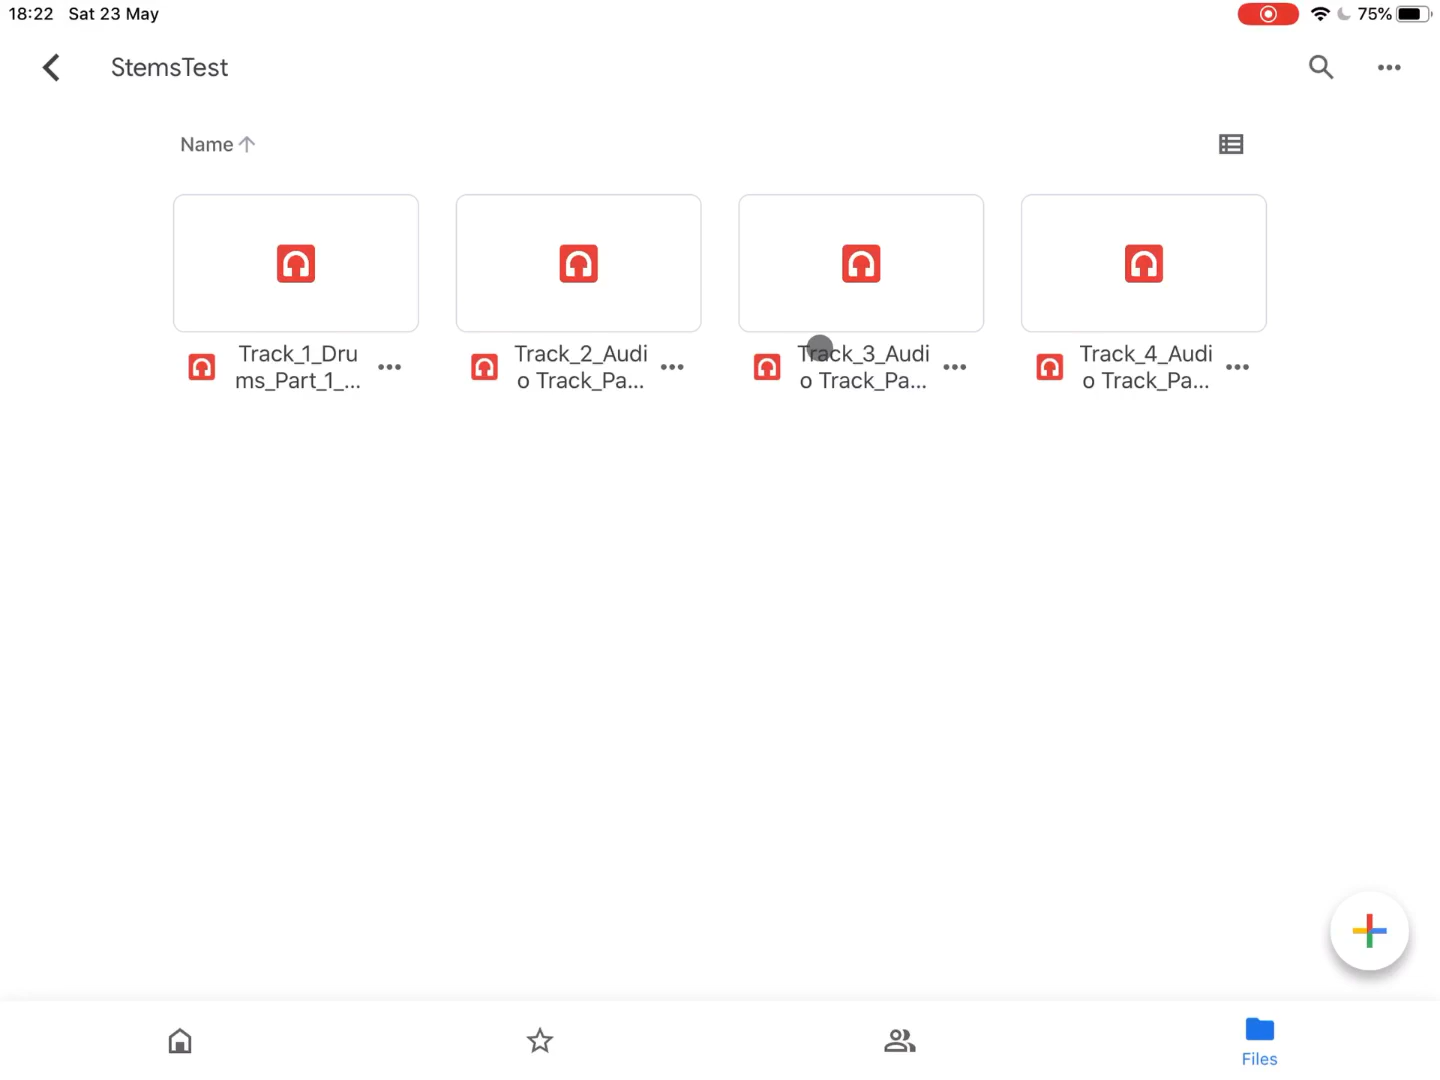 18:22 Sat 23 May
75%
StemsTest
Name
Track_1_Dru
ms_Part_1_...
Track_2_Audi
o Track_Pa...
Track_3_Audi
o Track_Pa...
Track_4_Audi
o Track_Pa...
Files